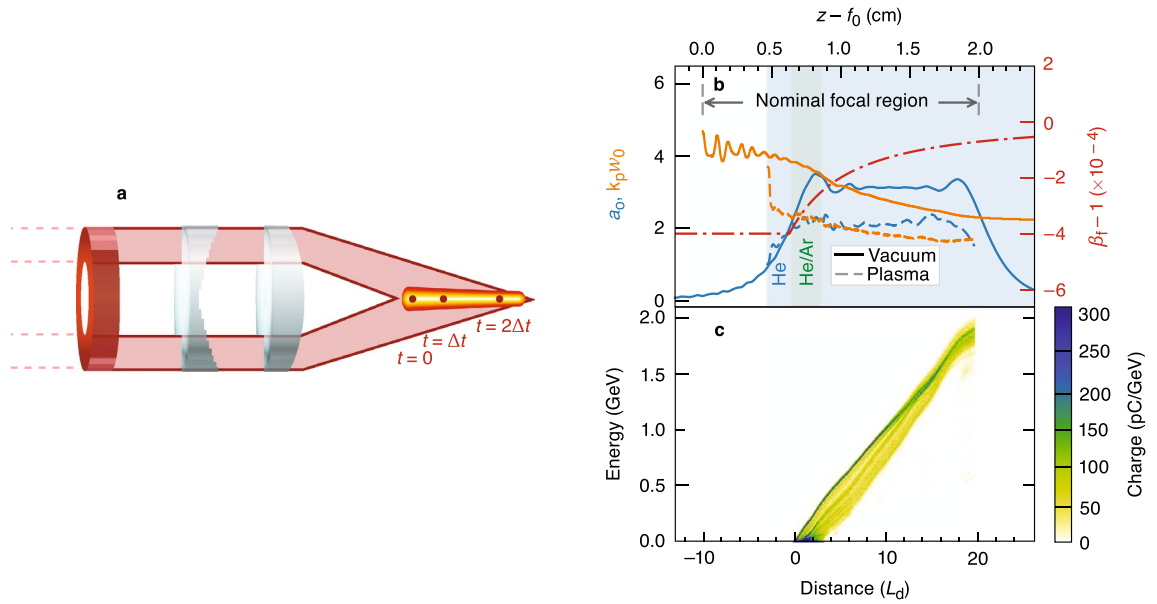 a
t = 0
t = Δt
t = 2Δt
z – f₀ (cm)
0.0 0.5 1.0 1.5 2.0
b
Nominal focal region
6
4
2
0
a₀, kₚw₀
2
0
−2
−4
−6
β_f – 1 (×10⁻⁴)
He
He/Ar
Vacuum
Plasma
c
2.0
1.5
1.0
0.5
0.0
Energy (GeV)
−10 0 10 20
Distance (L_d)
300
250
200
150
100
50
0
Charge (pC/GeV)